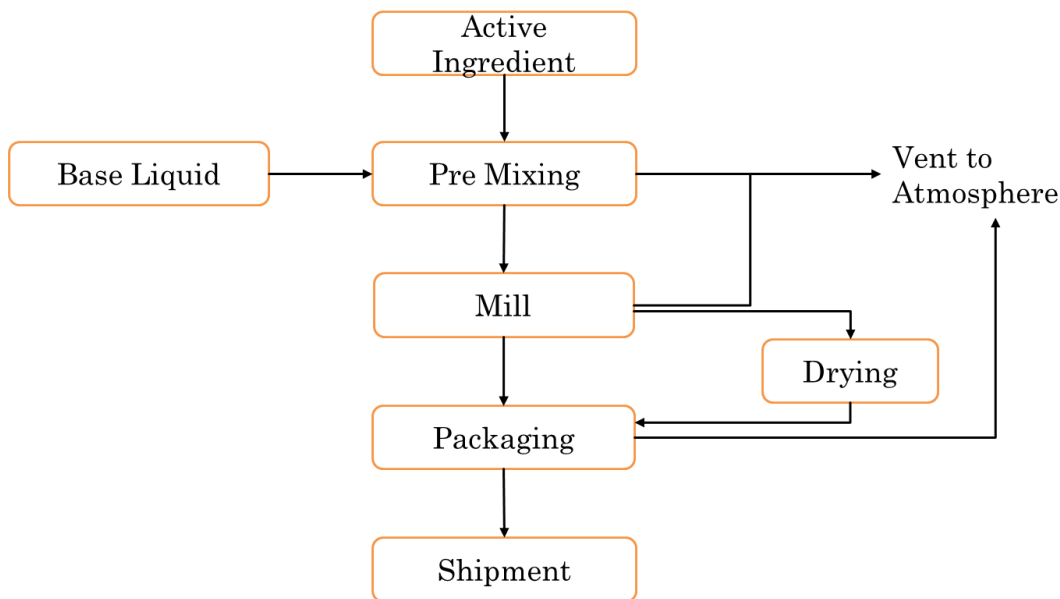 Active
Ingredient
Base Liquid
Pre Mixing
Vent to
Atmosphere
Mill
Drying
Packaging
Shipment